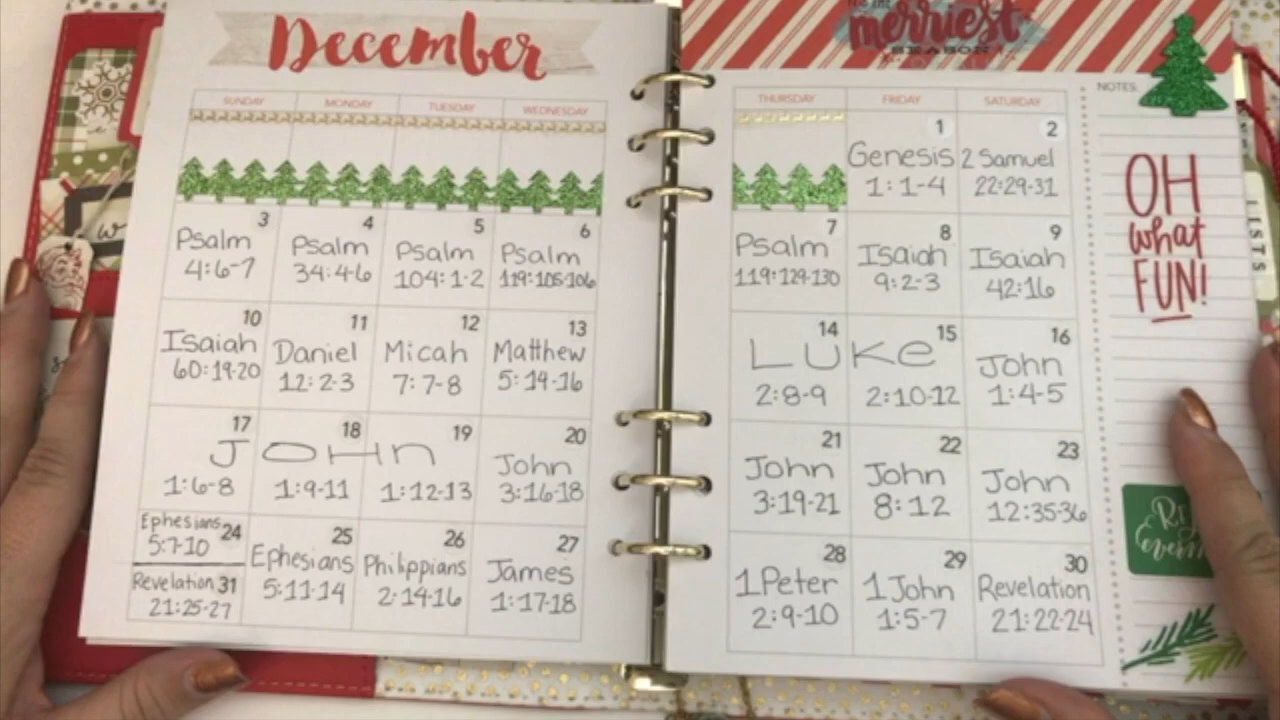 December
SUNDAY MONDAY TUESDAY WEDNESDAY
3 4 5 6
Psalm Psalm Psalm Psalm
4:6-7 34:4-6 104:1-2 119:105-106
10 11 12 13
Isaiah Daniel Micah Matthew
60:19-20 12:2-3 7:7-8 5:14-16
17 18 19 20
JOHn John
1:6-8 1:9-11 1:12-13 3:16-18
Ephesians 24 25 26 27
5:7-10 Ephesians Philippians James
Revelation 31 5:11-14 2:14-16 1:17-18
21:25-27
merriest
SEASON
THURSDAY FRIDAY SATURDAY
1 2
Genesis 2 Samuel
1:1-4 22:29-31
7 8 9
Psalm Isaiah Isaiah
119:129-130 9:2-3 42:16
14 15 16
LUKe John
2:8-9 2:10-12 1:4-5
21 22 23
John John John
3:19-21 8:12 12:35-36
28 29 30
1 Peter 1 John Revelation
2:9-10 1:5-7 21:22-24
NOTES:
OH
what
FUN!
LISTS